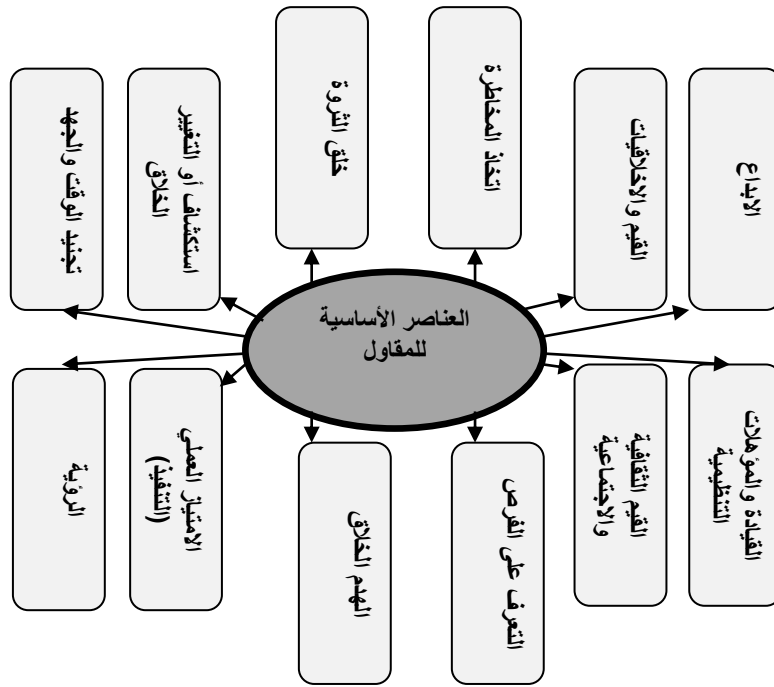 الابداع
القيم والاخلاقيات
اتخاذ المخاطرة
خلق الثروة
استكشاف أو التغيير
الخلاق
تجنيد الوقت والجهد
العناصر الأساسية
للمقاول
القيادة والمؤهلات
التنظيمية
القيم الثقافية
والاجتماعية
التعرف على الفرص
الهدم الخلاق
الامتياز العملي
(التنفيذ)
الرؤية